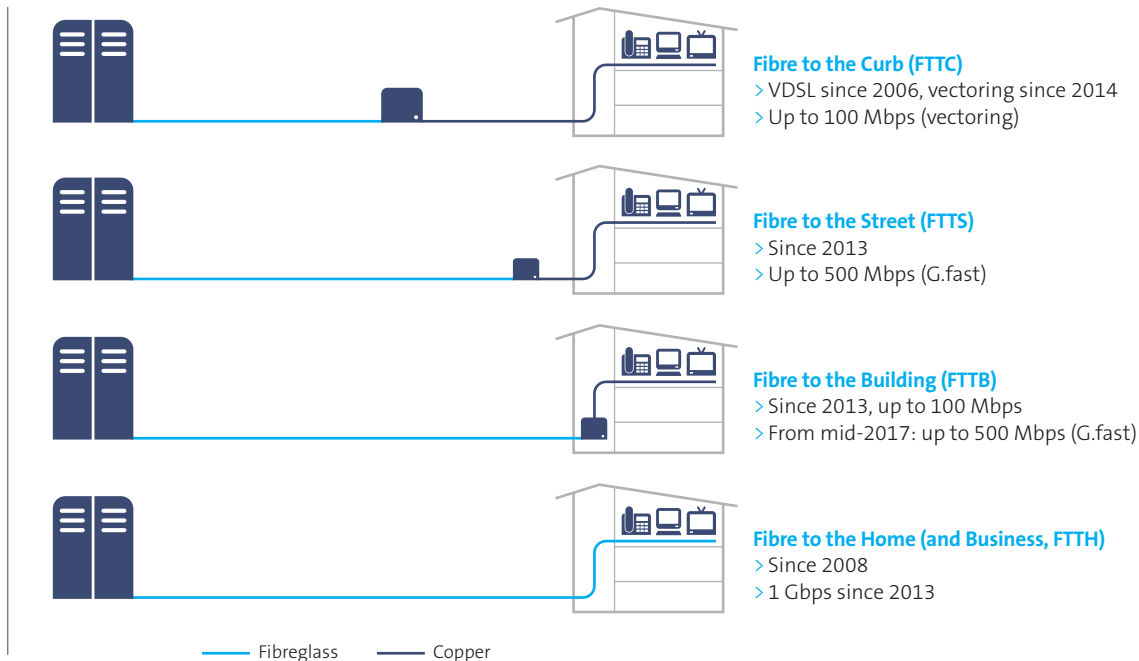 Fibre to the Curb (FTTC)
> VDSL since 2006, vectoring since 2014
> Up to 100 Mbps (vectoring)
Fibre to the Street (FTTS)
> Since 2013
> Up to 500 Mbps (G.fast)
Fibre to the Building (FTTB)
> Since 2013, up to 100 Mbps
> From mid-2017: up to 500 Mbps (G.fast)
Fibre to the Home (and Business, FTTH)
> Since 2008
> 1 Gbps since 2013
Fibreglass
Copper